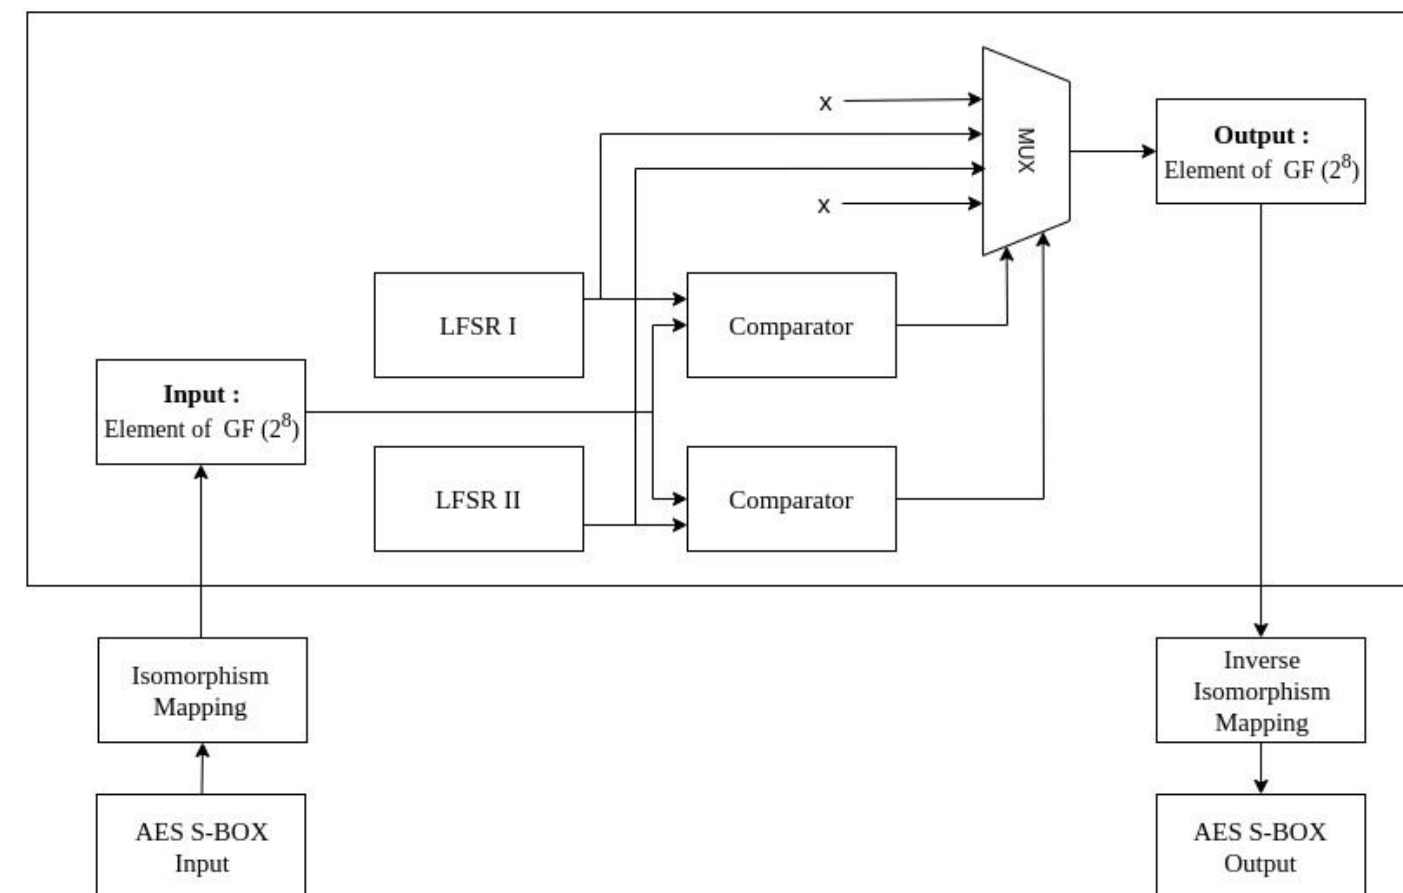 x
MUX
Output :
Element of GF (2⁸)
x
LFSR I
Comparator
Input :
Element of GF (2⁸)
LFSR II
Comparator
Isomorphism
Mapping
Inverse
Isomorphism
Mapping
AES S-BOX
Input
AES S-BOX
Output